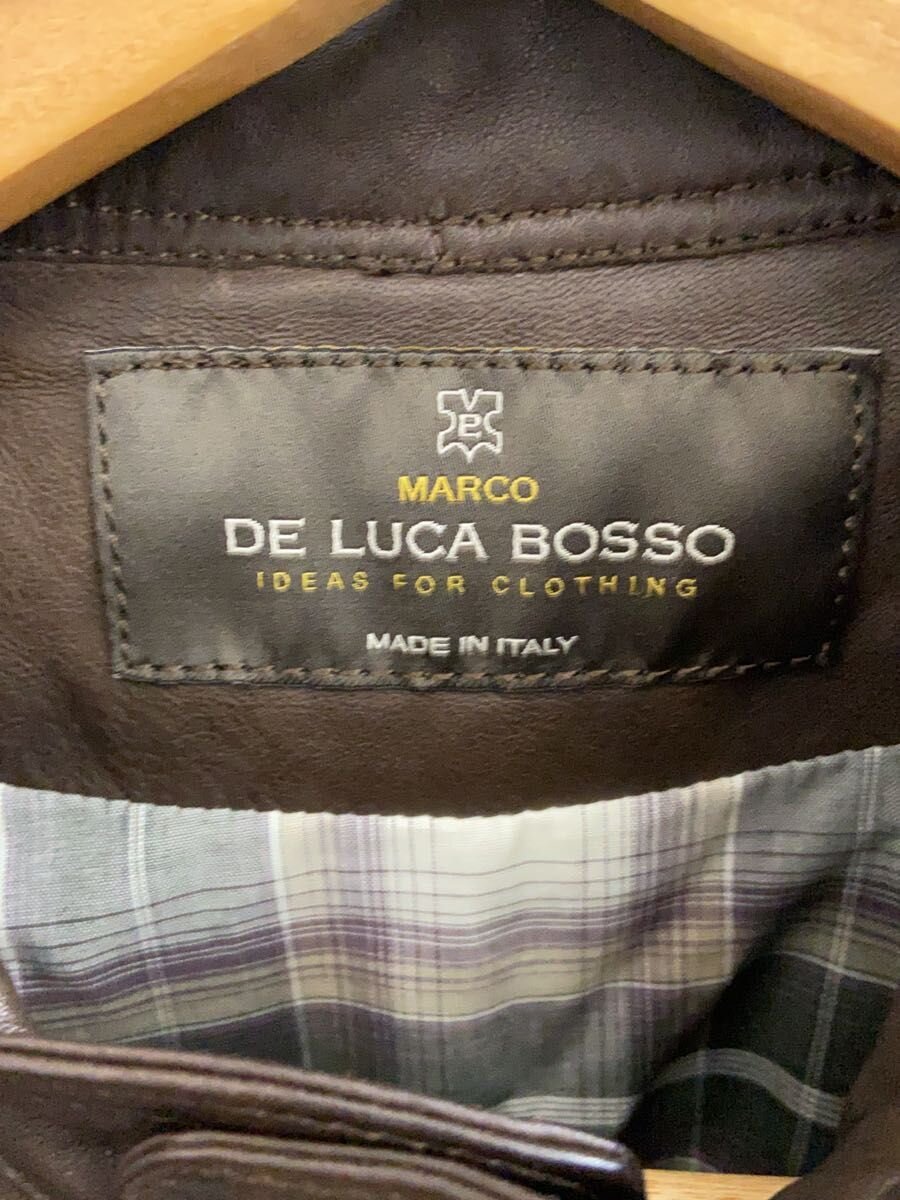 MARCO
DE LUCA BOSSO
IDEAS FOR CLOTHING
MADE IN ITALY